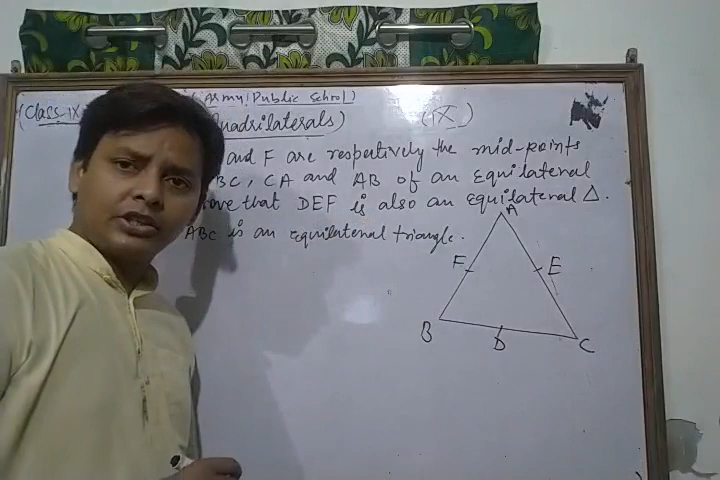 (Class-IX Army Public School)
Quadrilaterals) (IX)
and F are respectively the mid-points
BC, CA and AB of an equilateral
that DEF is also an equilateral Δ.
ABC is an equilateral triangle.
A
F E
B D C